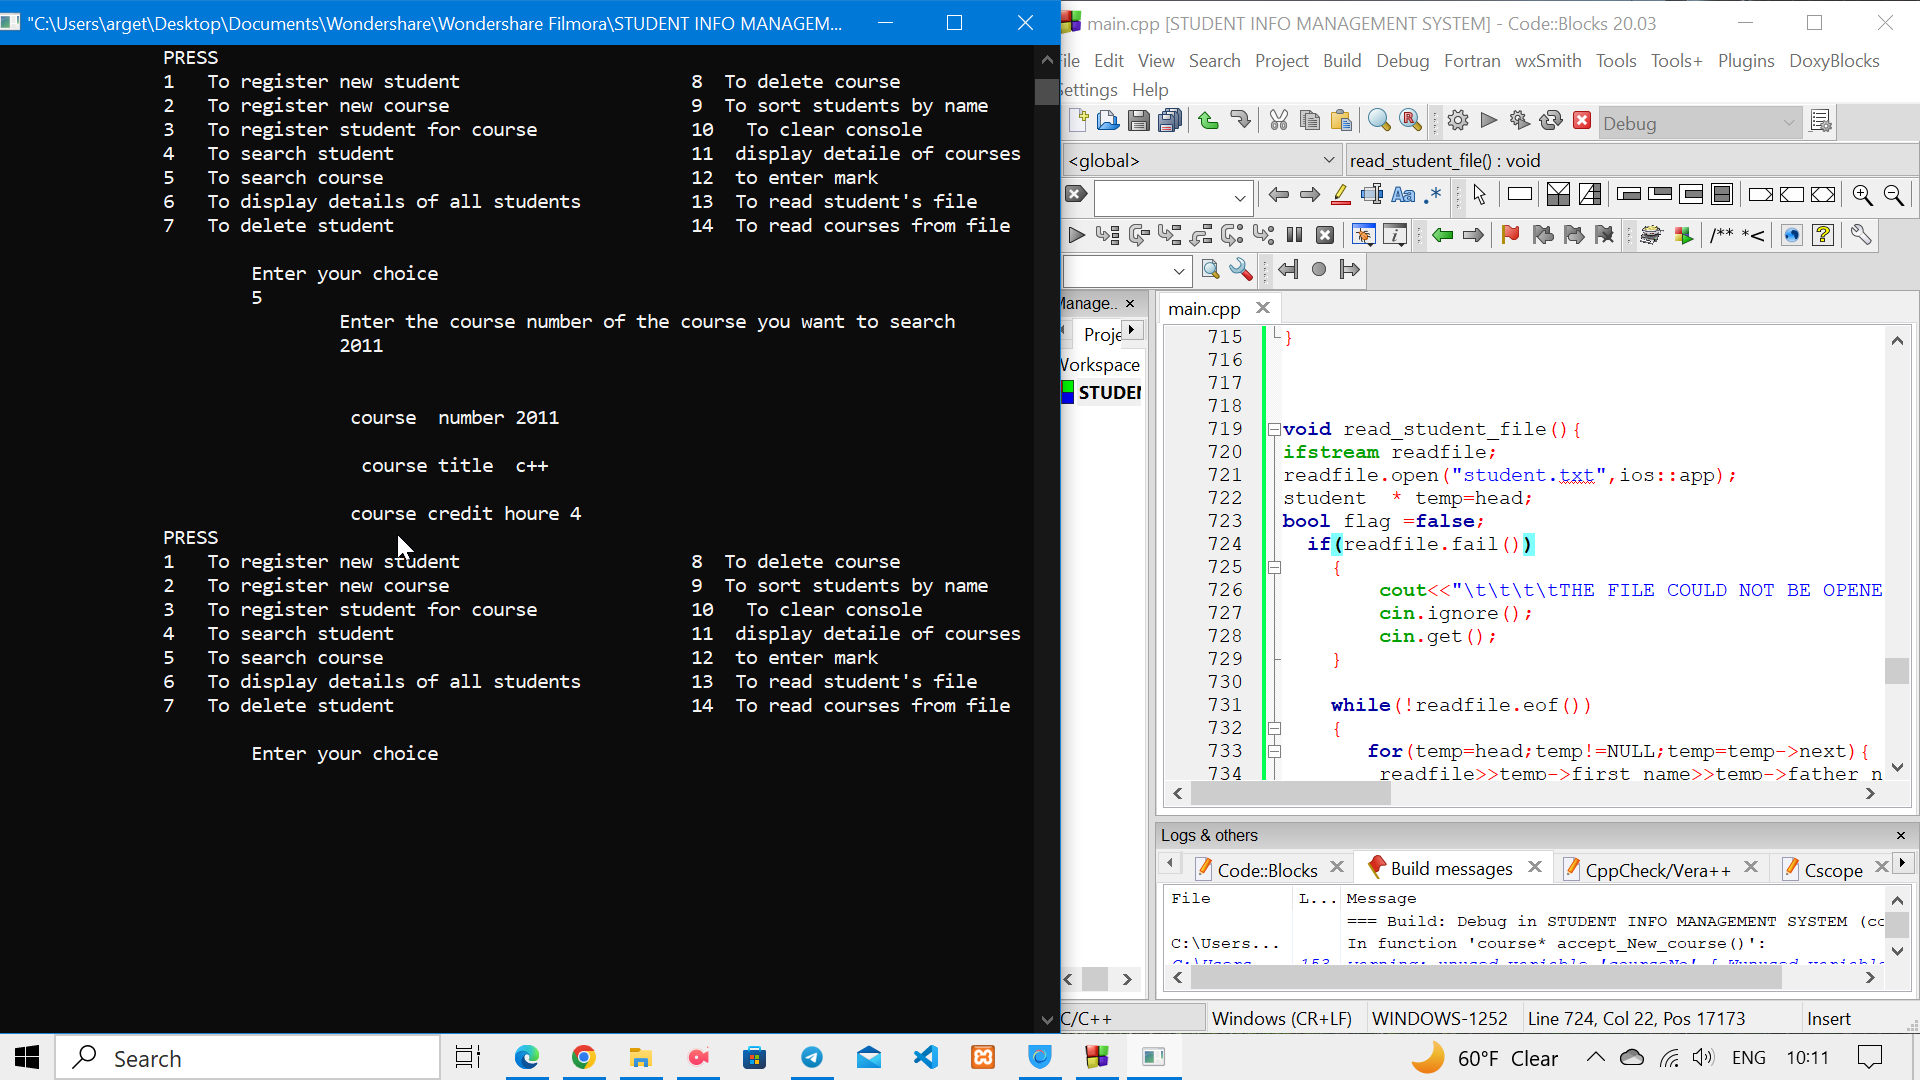 "C:\Users\arget\Desktop\Documents\Wondershare\Wondershare Filmora\STUDENT INFO MANAGEM...
PRESS
1 To register new student 8 To delete course
2 To register new course 9 To sort students by name
3 To register student for course 10 To clear console
4 To search student 11 display detaile of courses
5 To search course 12 to enter mark
6 To display details of all students 13 To read student's file
7 To delete student 14 To read courses from file
Enter your choice
5
Enter the course number of the course you want to search
2011
course number 2011
course title c++
course credit houre 4
PRESS
1 To register new student 8 To delete course
2 To register new course 9 To sort students by name
3 To register student for course 10 To clear console
4 To search student 11 display detaile of courses
5 To search course 12 to enter mark
6 To display details of all students 13 To read student's file
7 To delete student 14 To read courses from file
Enter your choice
main.cpp [STUDENT INFO MANAGEMENT SYSTEM] - Code::Blocks 20.03
ile Edit View Search Project Build Debug Fortran wxSmith Tools Tools+ Plugins DoxyBlocks
ettings Help
Debug
<global> read_student_file() : void
Manage..
main.cpp
Proje
Workspace
STUDEN
715 }
716
717
718
719 void read_student_file(){
720 ifstream readfile;
721 readfile.open("student.txt",ios::app);
722 student * temp=head;
723 bool flag =false;
724 if(readfile.fail())
725 {
726 cout<<"\t\t\t\tTHE FILE COULD NOT BE OPENE
727 cin.ignore();
728 cin.get();
729 }
730
731 while(!readfile.eof())
732 {
733 for(temp=head;temp!=NULL;temp=temp->next){
734 readfile>>temp->first_name>>temp->father_n
Logs & others
Code::Blocks Build messages CppCheck/Vera++ Cscope
File L... Message
=== Build: Debug in STUDENT INFO MANAGEMENT SYSTEM (co
C:\Users... In function 'course* accept_New_course()':
C:\Users... 153 warning: unused variable 'courseNo' [-Wunused-variable
C/C++ Windows (CR+LF) WINDOWS-1252 Line 724, Col 22, Pos 17173 Insert
Search
60°F Clear ENG 10:11